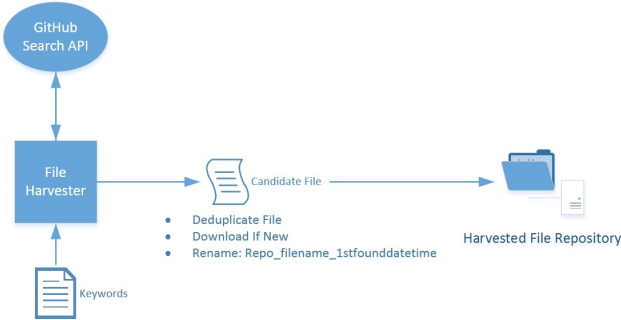 GitHub
Search API
File
Harvester
Candidate File
• Deduplicate File
• Download If New
• Rename: Repo_filename_1stfounddatetime
Harvested File Repository
Keywords